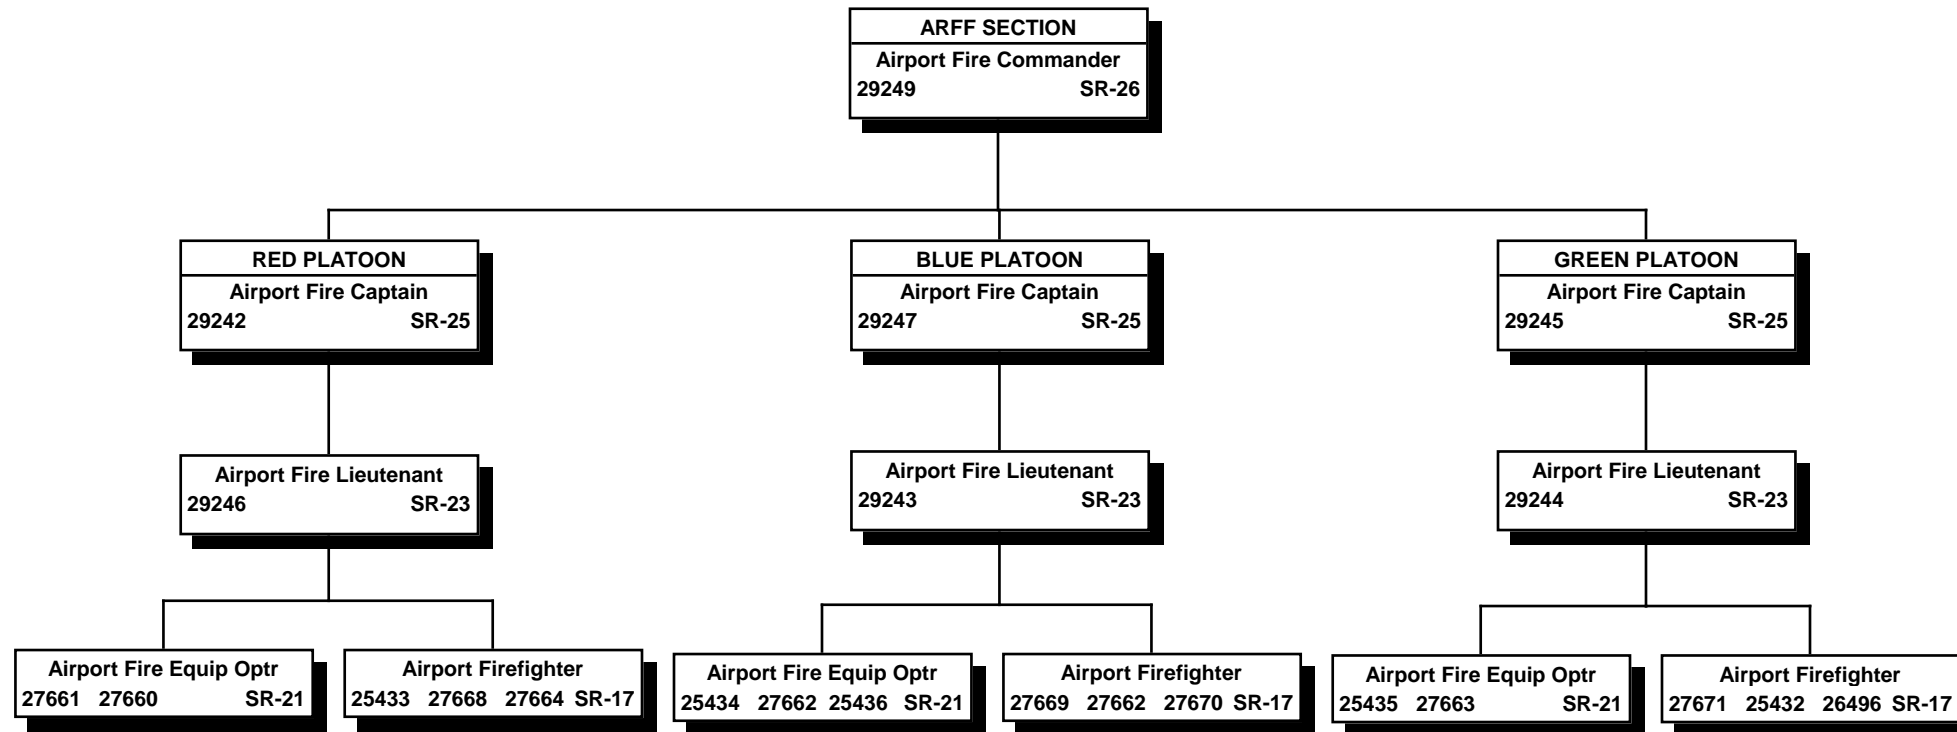 ARFF SECTION
Airport Fire Commander
29249 SR-26
RED PLATOON
Airport Fire Captain
29242 SR-25
BLUE PLATOON
Airport Fire Captain
29247 SR-25
GREEN PLATOON
Airport Fire Captain
29245 SR-25
Airport Fire Lieutenant
29246 SR-23
Airport Fire Lieutenant
29243 SR-23
Airport Fire Lieutenant
29244 SR-23
Airport Fire Equip Optr
27661 27660 SR-21
Airport Firefighter
25433 27668 27664 SR-17
Airport Fire Equip Optr
25434 27662 25436 SR-21
Airport Firefighter
27669 27662 27670 SR-17
Airport Fire Equip Optr
25435 27663 SR-21
Airport Firefighter
27671 25432 26496 SR-17